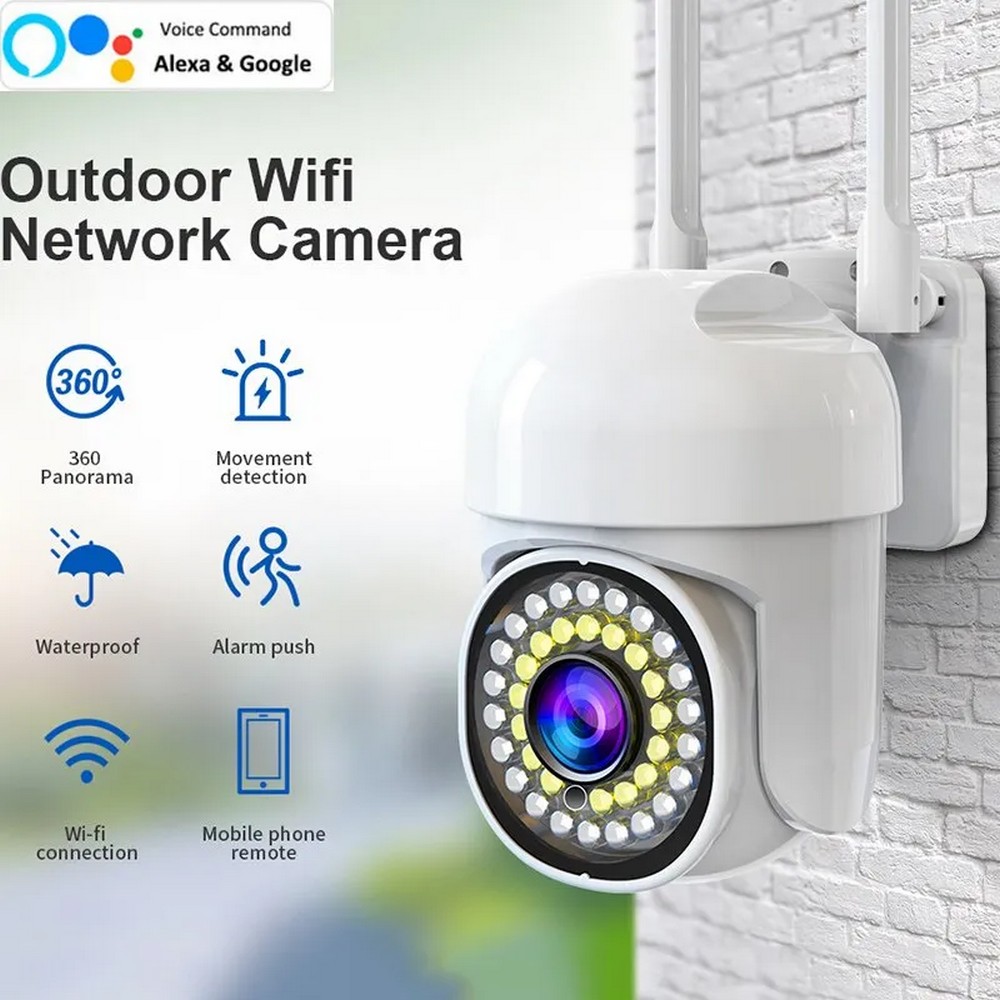 Voice Command
Alexa & Google
Outdoor Wifi
Network Camera
360°
360
Panorama
Movement
detection
Waterproof
Alarm push
Wi-fi
connection
Mobile phone
remote